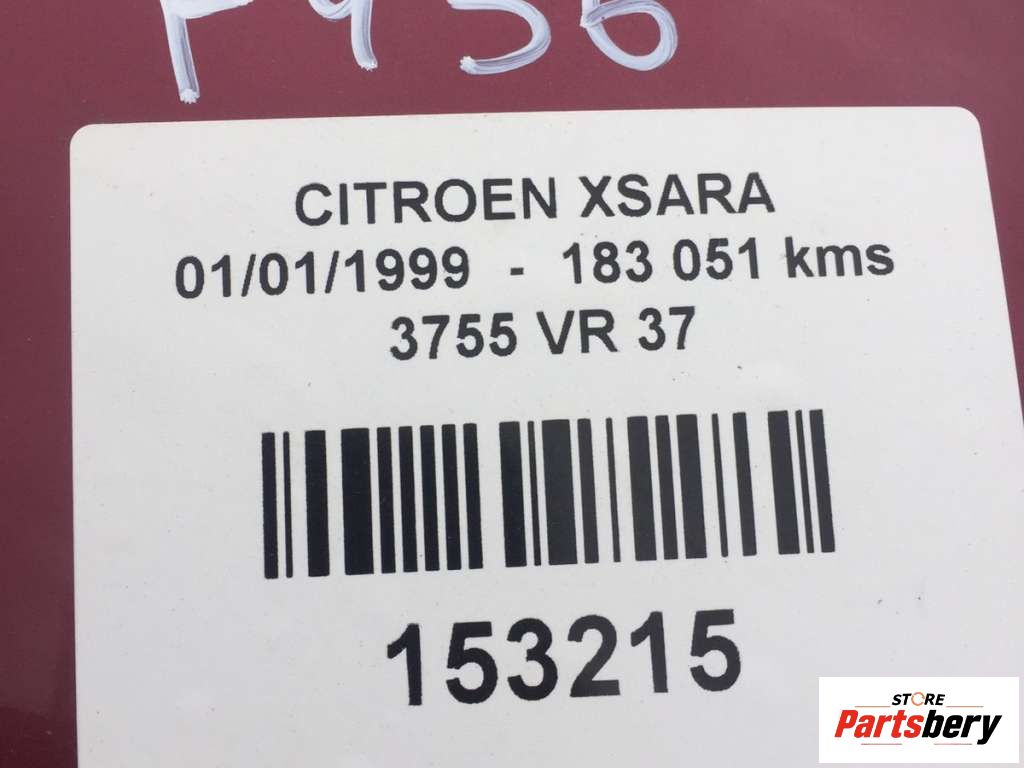 CITROEN XSARA
01/01/1999 - 183 051 kms
3755 VR 37
153215
STORE
Partsbery